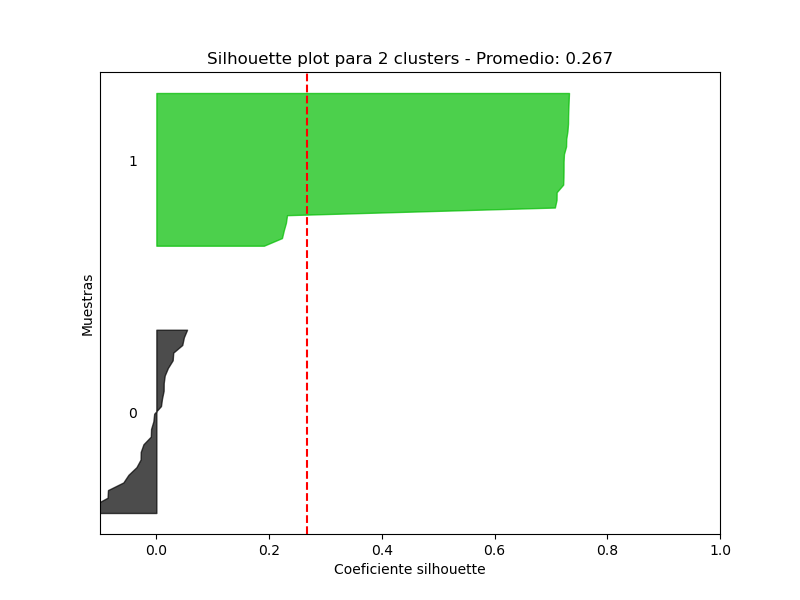 Silhouette plot para 2 clusters - Promedio: 0.267
1
0
Muestras
0.0 0.2 0.4 0.6 0.8 1.0
Coeficiente silhouette